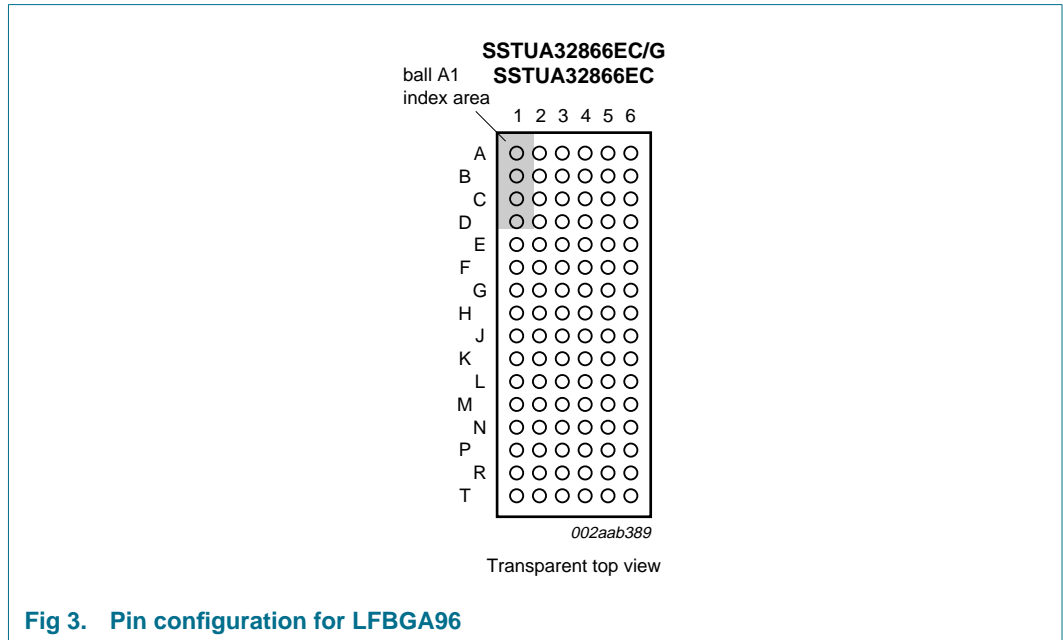 SSTUA32866EC/G
SSTUA32866EC
ball A1
index area
1 2 3 4 5 6
A
B
C
D
E
F
G
H
J
K
L
M
N
P
R
T
002aab389
Transparent top view
Fig 3. Pin configuration for LFBGA96